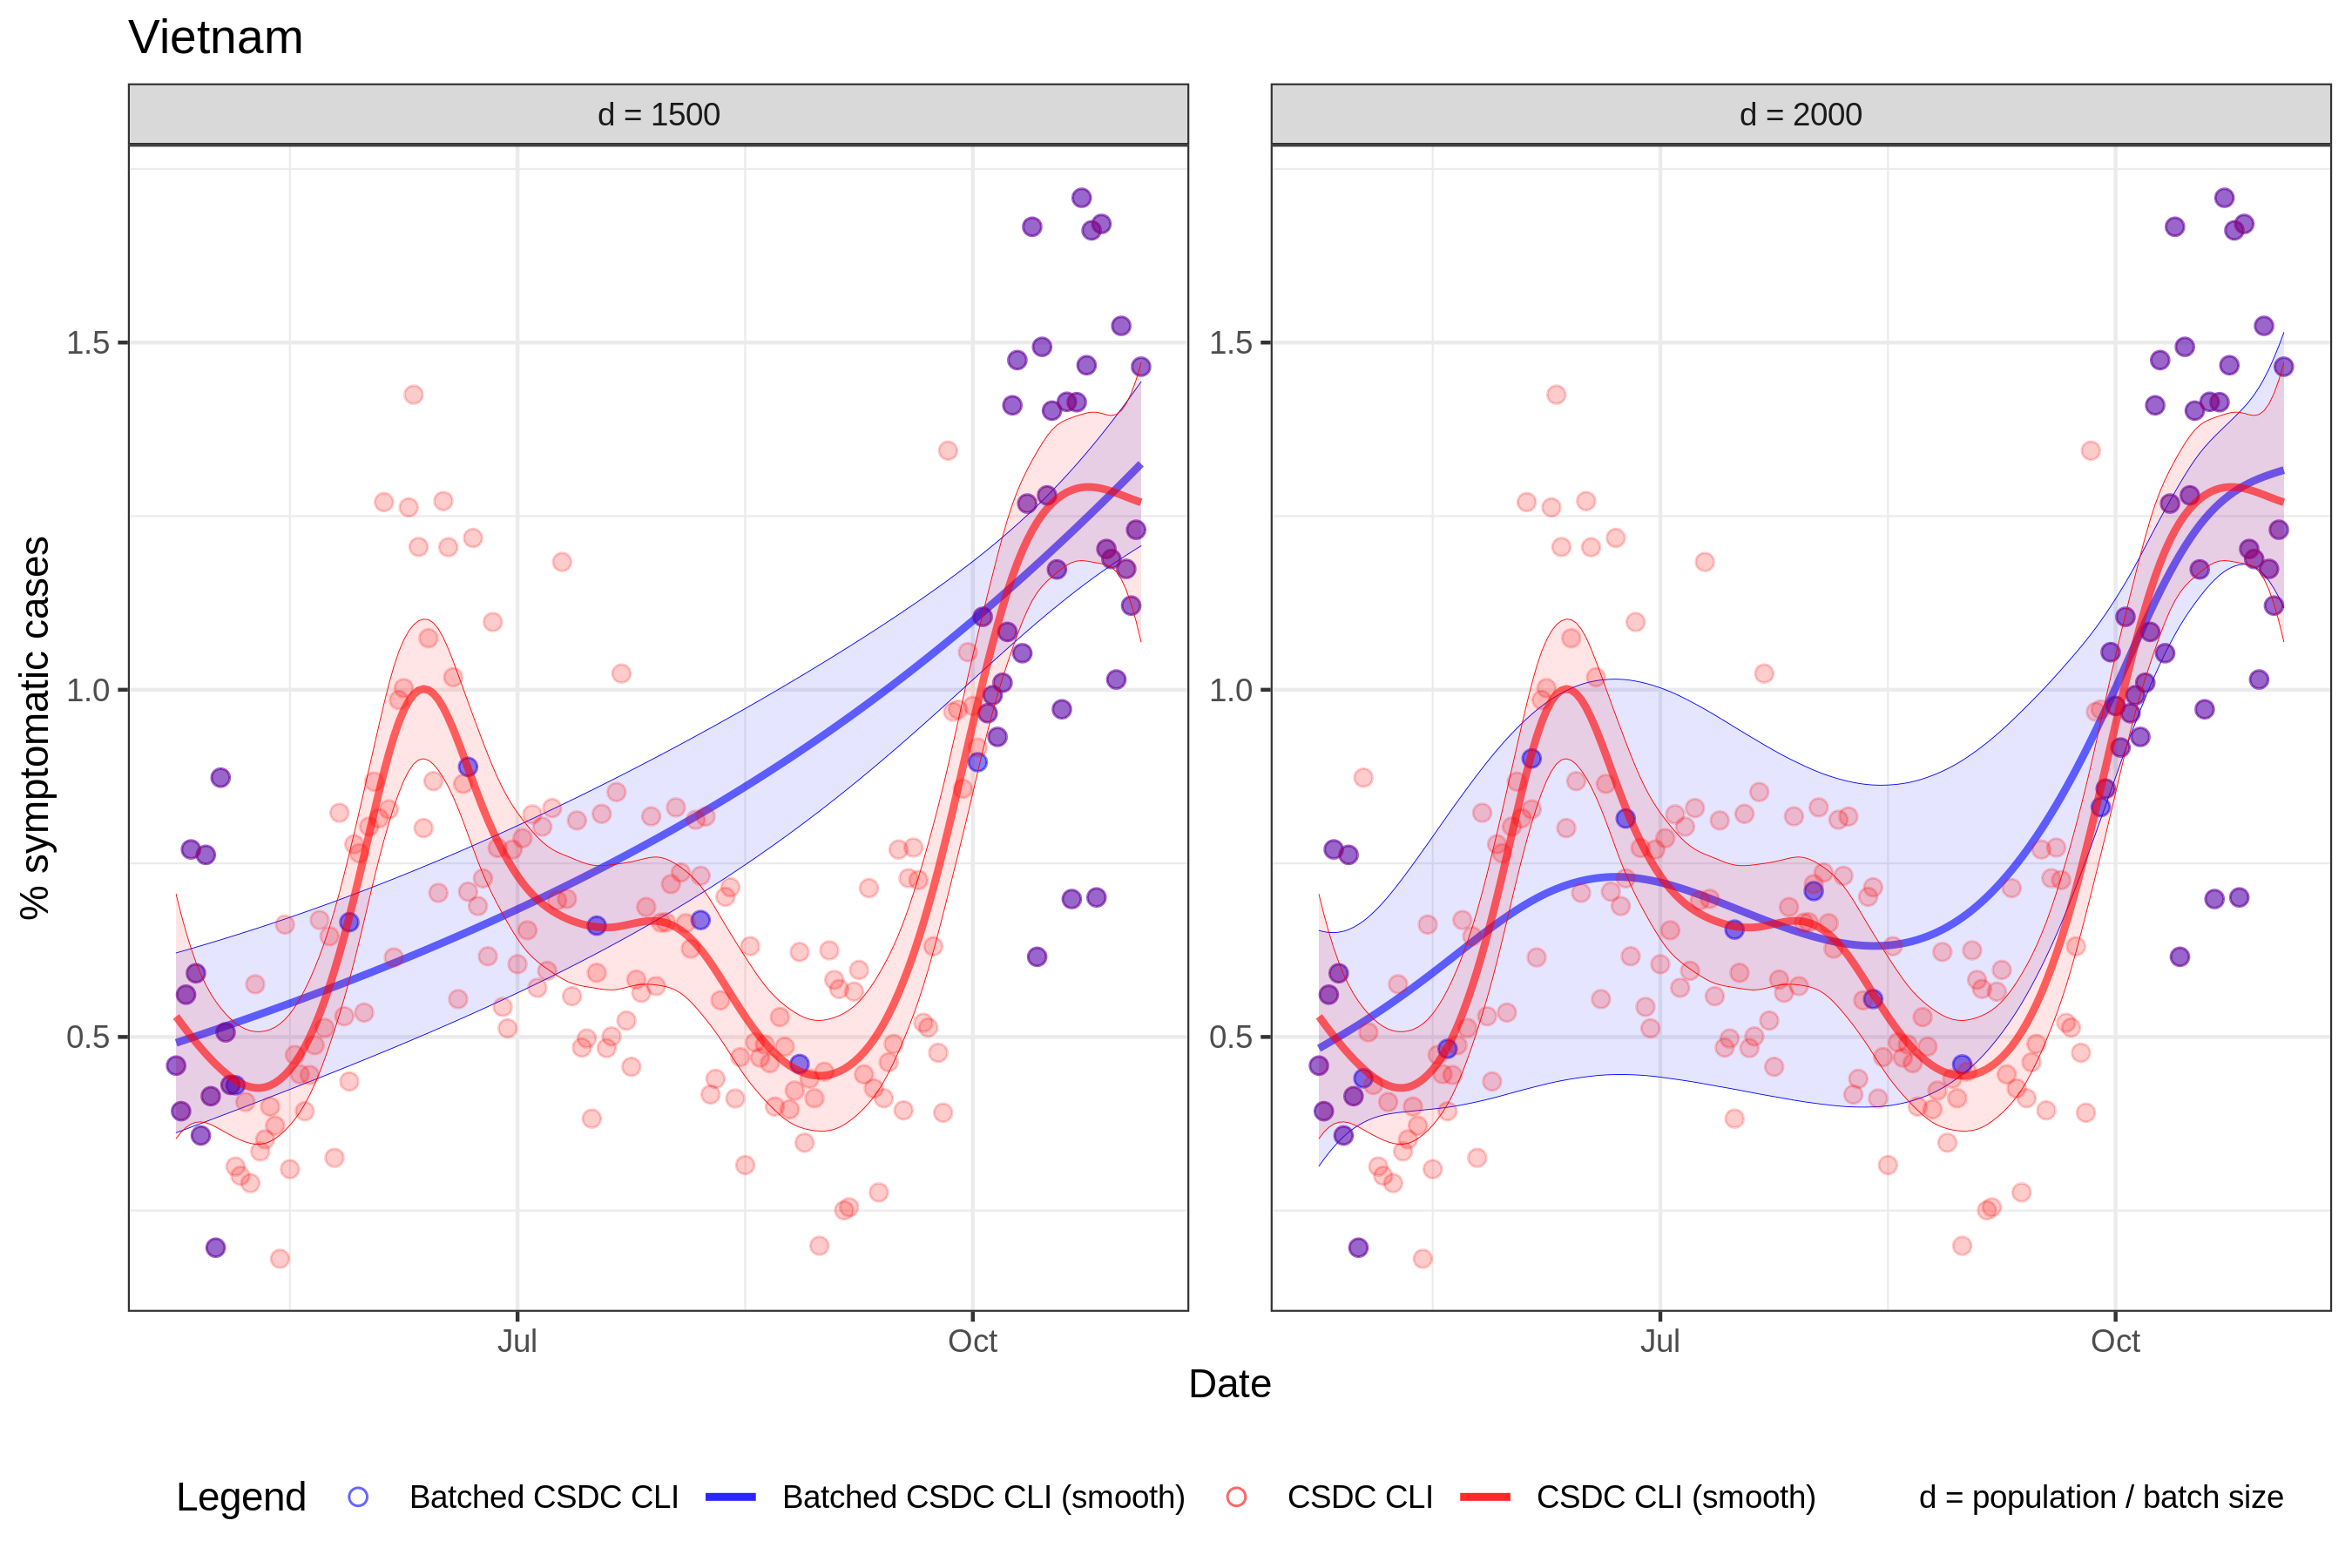 Vietnam
d = 1500
d = 2000
% symptomatic cases
1.5
1.0
0.5
1.5
1.0
0.5
Jul
Oct
Jul
Oct
Date
Legend Batched CSDC CLI Batched CSDC CLI (smooth) CSDC CLI CSDC CLI (smooth) d = population / batch size